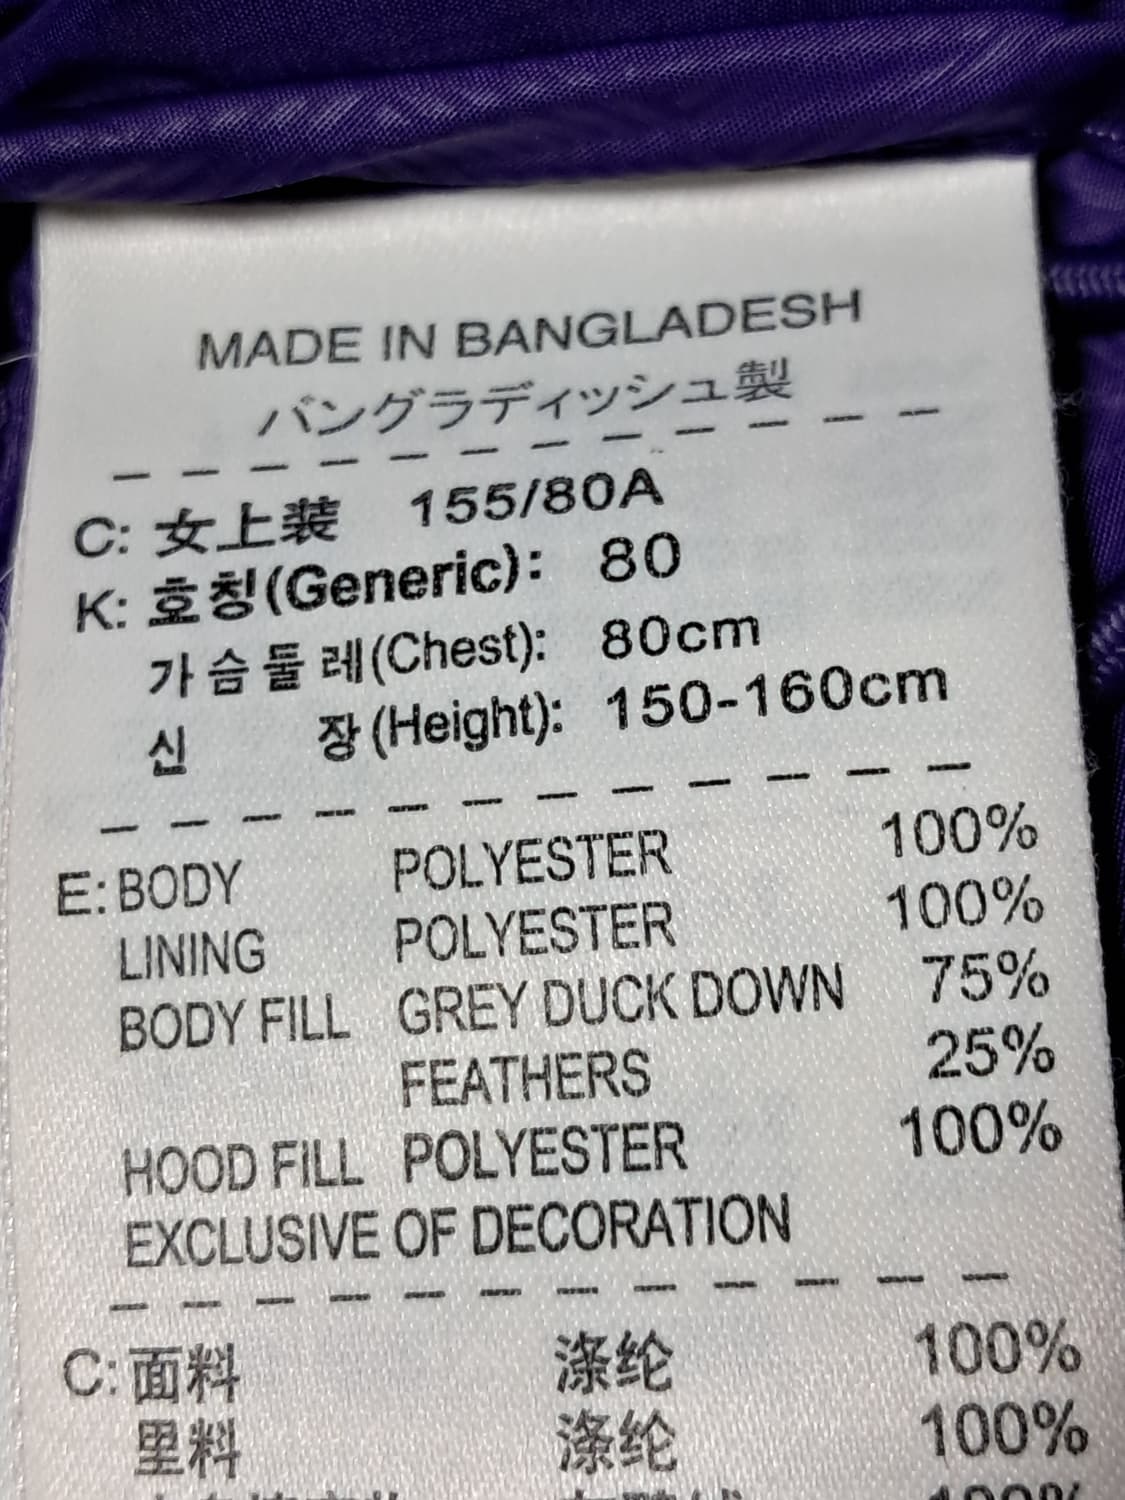 MADE IN BANGLADESH
バングラディッシュ製
C: 女上装 155/80A
K: 호칭(Generic): 80
가슴둘레(Chest): 80cm
신 장(Height): 150-160cm
E: BODY POLYESTER 100%
LINING POLYESTER 100%
BODY FILL GREY DUCK DOWN 75%
FEATHERS 25%
HOOD FILL POLYESTER 100%
EXCLUSIVE OF DECORATION
C: 面料 涤纶 100%
里料 涤纶 100%